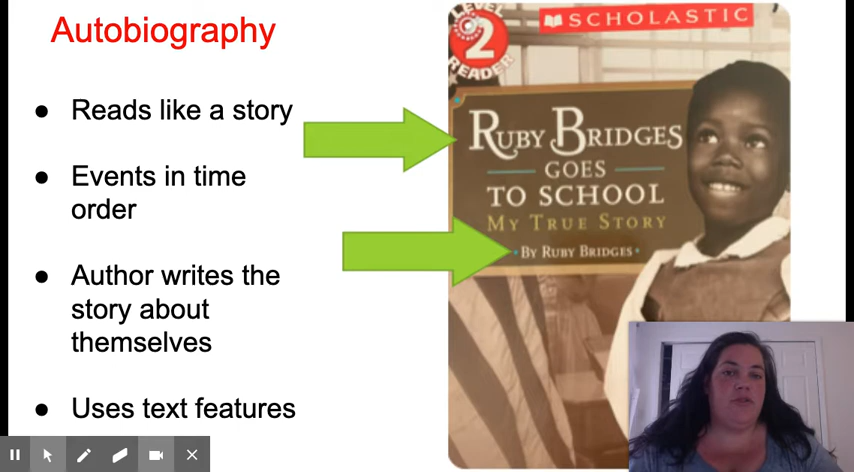 Autobiography
● Reads like a story
● Events in time
order
● Author writes the
story about
themselves
● Uses text features
LEVEL
2
READER
SCHOLASTIC
RUBY BRIDGES
GOES
TO SCHOOL
MY TRUE STORY
• BY RUBY BRIDGES •